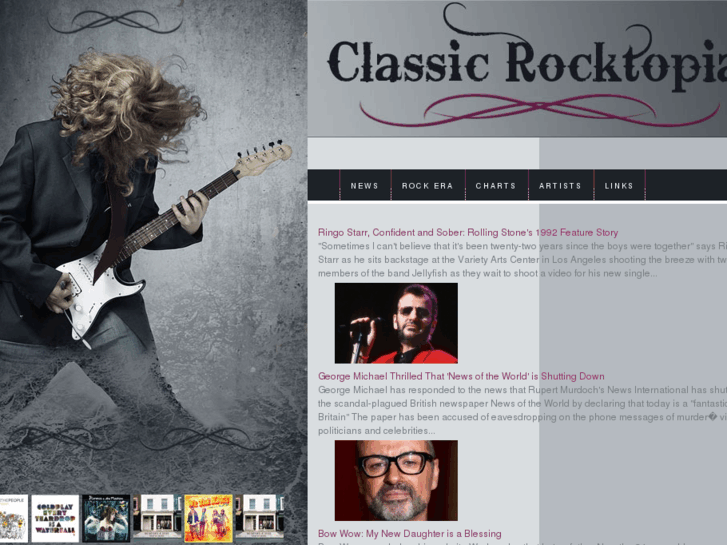 Classic Rocktopia
NEWS
ROCK ERA
CHARTS
ARTISTS
LINKS
Ringo Starr, Confident and Sober: Rolling Stone's 1992 Feature Story
"Sometimes I can't believe that it's been twenty-two years since the boys were together" says
Starr as he sits backstage at the Variety Arts Center in Los Angeles shooting the breeze with
members of the band Jellyfish as they wait to shoot a video for his new single...
George Michael Thrilled That 'News of the World' is Shutting Down
George Michael has responded to the news that Rupert Murdoch's News International has shut
the scandal-plagued British newspaper News of the World by declaring that today is a "fantastic
Britain" The paper has been accused of eavesdropping on the phone messages of murder� vi
politicians and celebrities...
COLDPLAY
EVERY
TEARDROP
IS A
WATERFALL
Bow Wow: My New Daughter is a Blessing